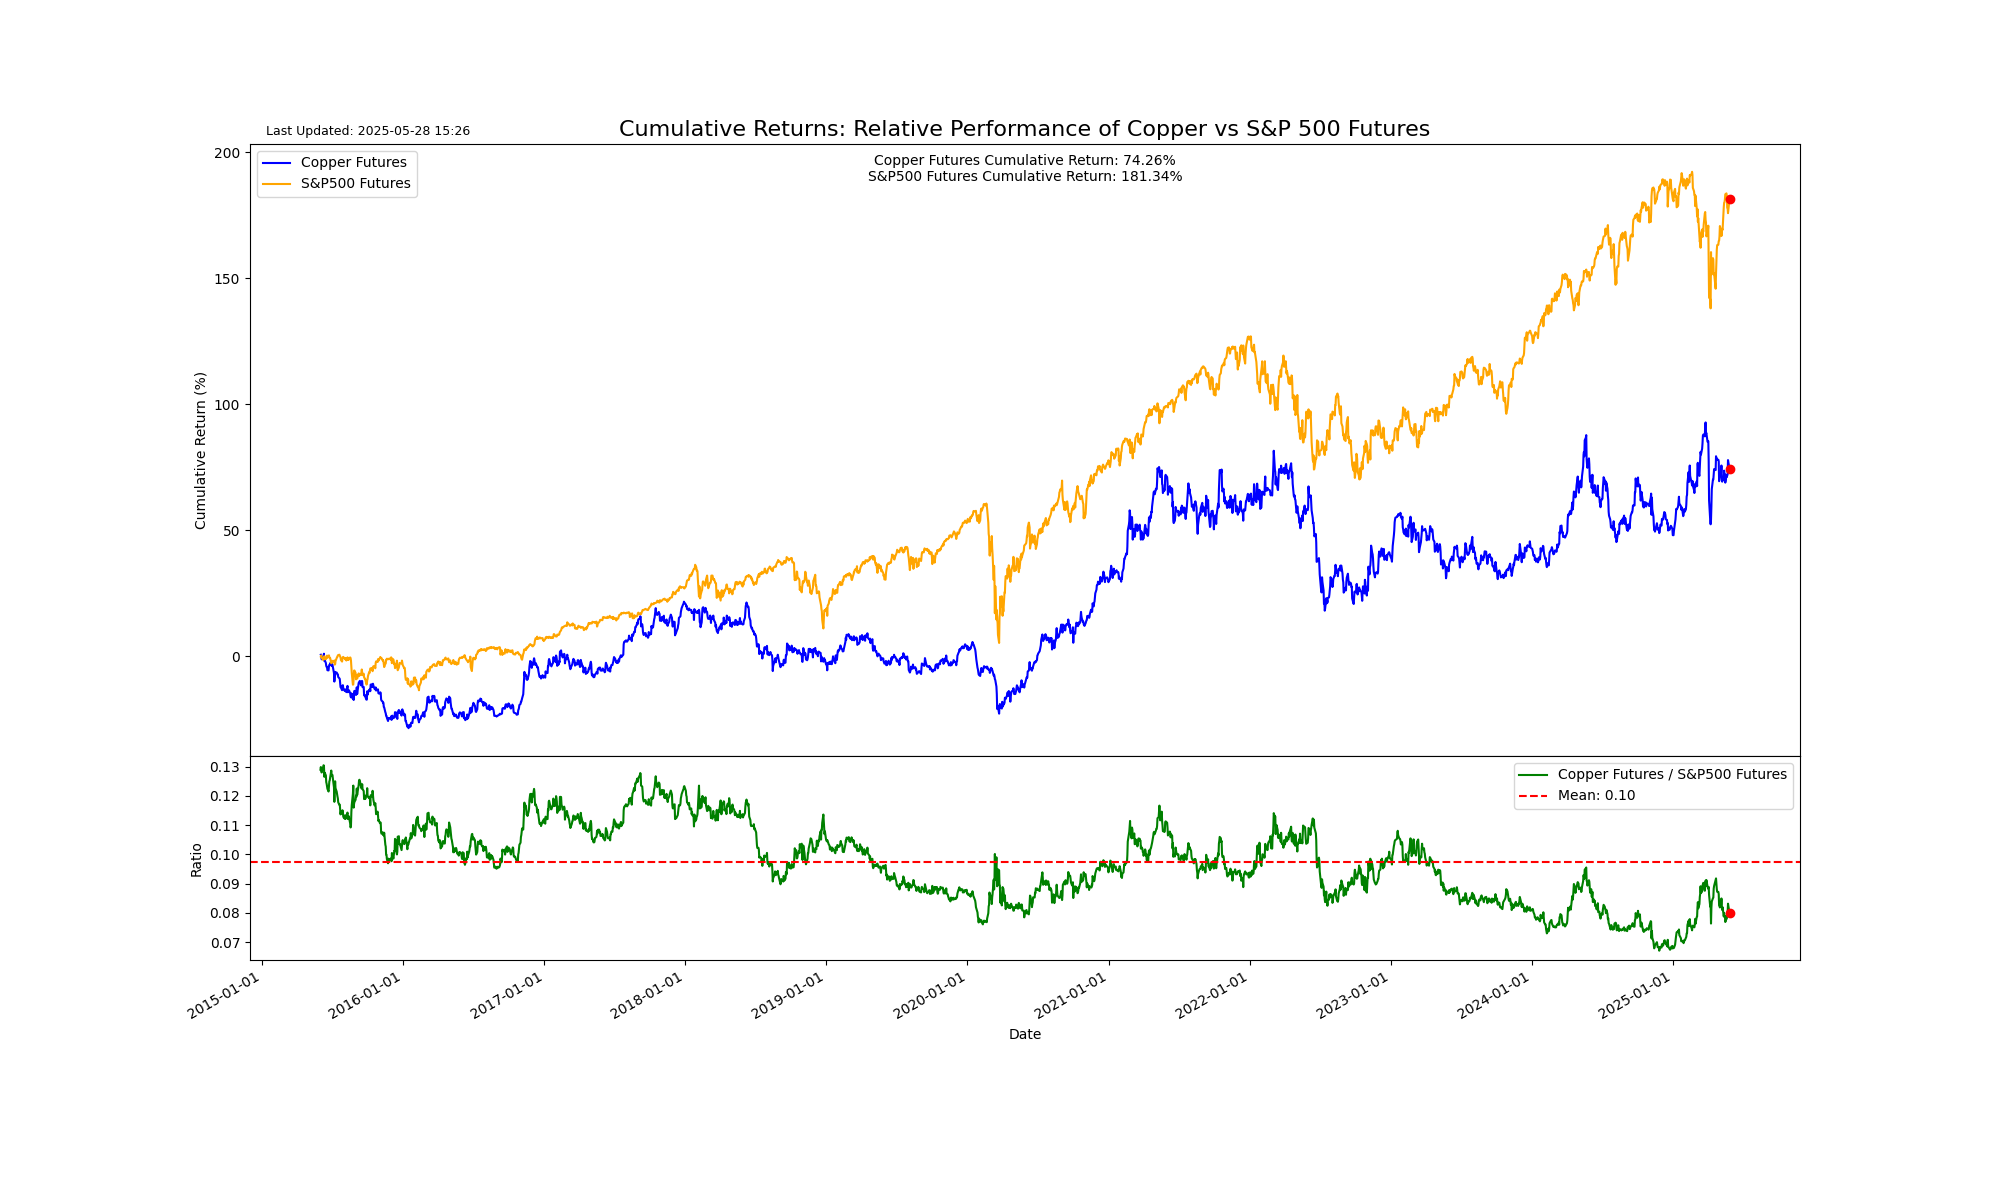 Last Updated: 2025-05-28 15:26
Cumulative Returns: Relative Performance of Copper vs S&P 500 Futures
Copper Futures
S&P500 Futures
Copper Futures Cumulative Return: 74.26%
S&P500 Futures Cumulative Return: 181.34%
Cumulative Return (%)
200
150
100
50
0
Copper Futures / S&P500 Futures
Mean: 0.10
Ratio
0.13
0.12
0.11
0.10
0.09
0.08
0.07
2015-01-01
2016-01-01
2017-01-01
2018-01-01
2019-01-01
2020-01-01
2021-01-01
2022-01-01
2023-01-01
2024-01-01
2025-01-01
Date